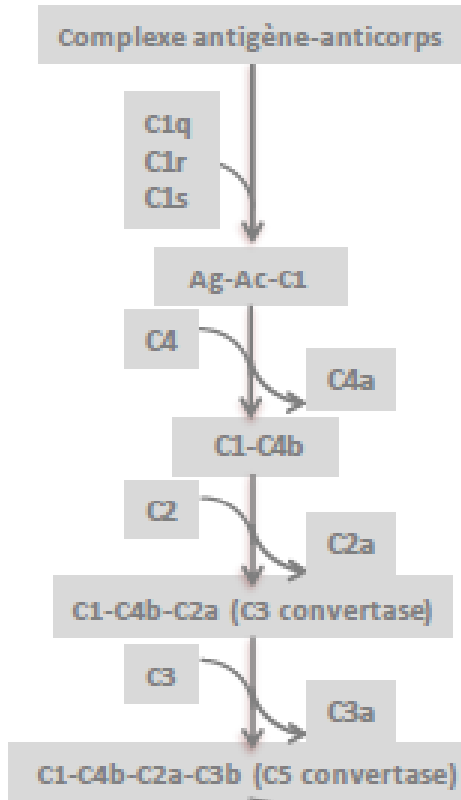 Complexe antigène-anticorps
C1q
C1r
C1s
Ag-Ac-C1
C4
C4a
C1-C4b
C2
C2a
C1-C4b-C2a (C3 convertase)
C3
C3a
C1-C4b-C2a-C3b (C5 convertase)